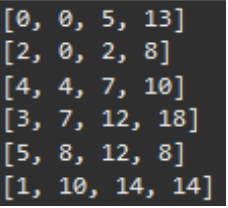 [0, 0, 5, 13]
[2, 0, 2, 8]
[4, 4, 7, 10]
[3, 7, 12, 18]
[5, 8, 12, 8]
[1, 10, 14, 14]